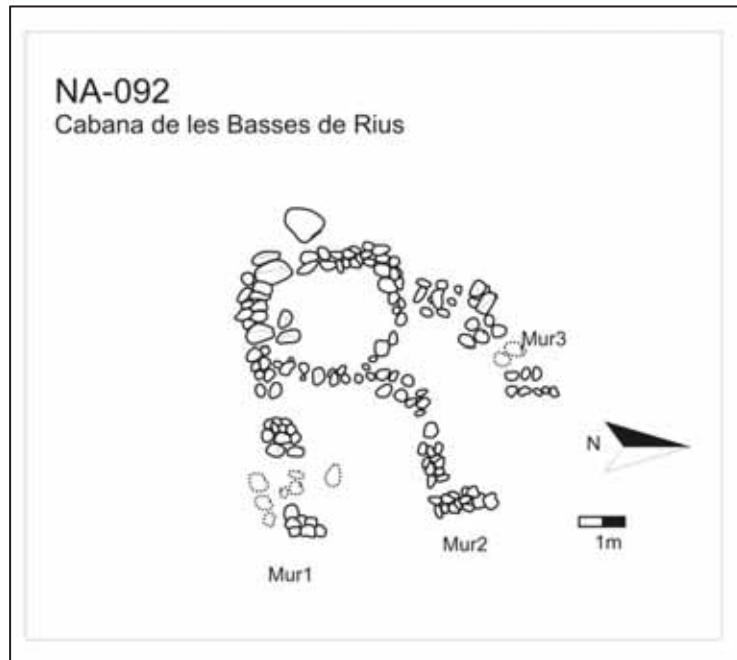 NA-092
Cabana de les Basses de Rius
Mur3
N
1m
Mur2
Mur1